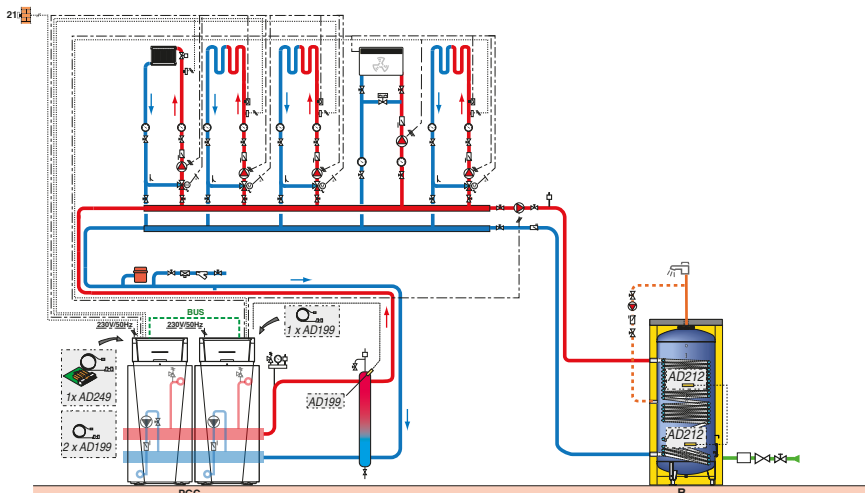 21
BUS
230V/50Hz
230V/50Hz
1 x AD199
1x AD249
AD199
2 x AD199
AD212
AD212